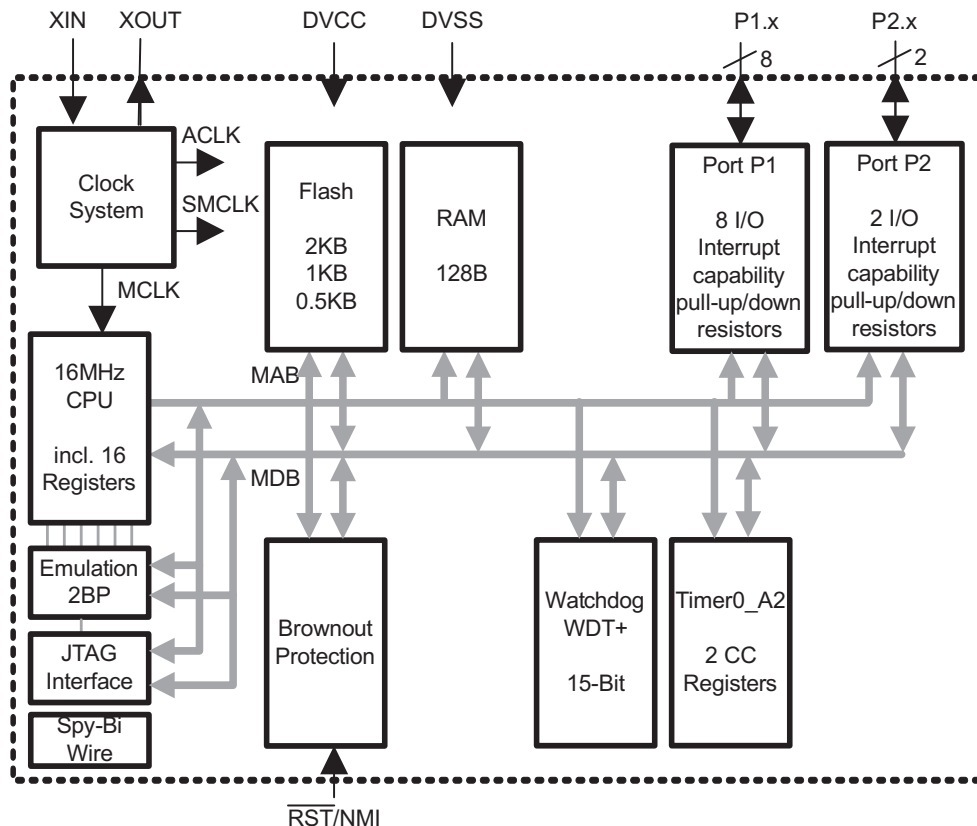 XIN
XOUT
DVCC
DVSS
P1.x
P2.x
8
2
Clock
System
ACLK
SMCLK
MCLK
Flash
2KB
1KB
0.5KB
RAM
128B
Port P1
8 I/O
Interrupt
capability
pull-up/down
resistors
Port P2
2 I/O
Interrupt
capability
pull-up/down
resistors
16MHz
CPU
incl. 16
Registers
MAB
MDB
Emulation
2BP
JTAG
Interface
Spy-Bi
Wire
Brownout
Protection
Watchdog
WDT+
15-Bit
Timer0_A2
2 CC
Registers
RST/NMI